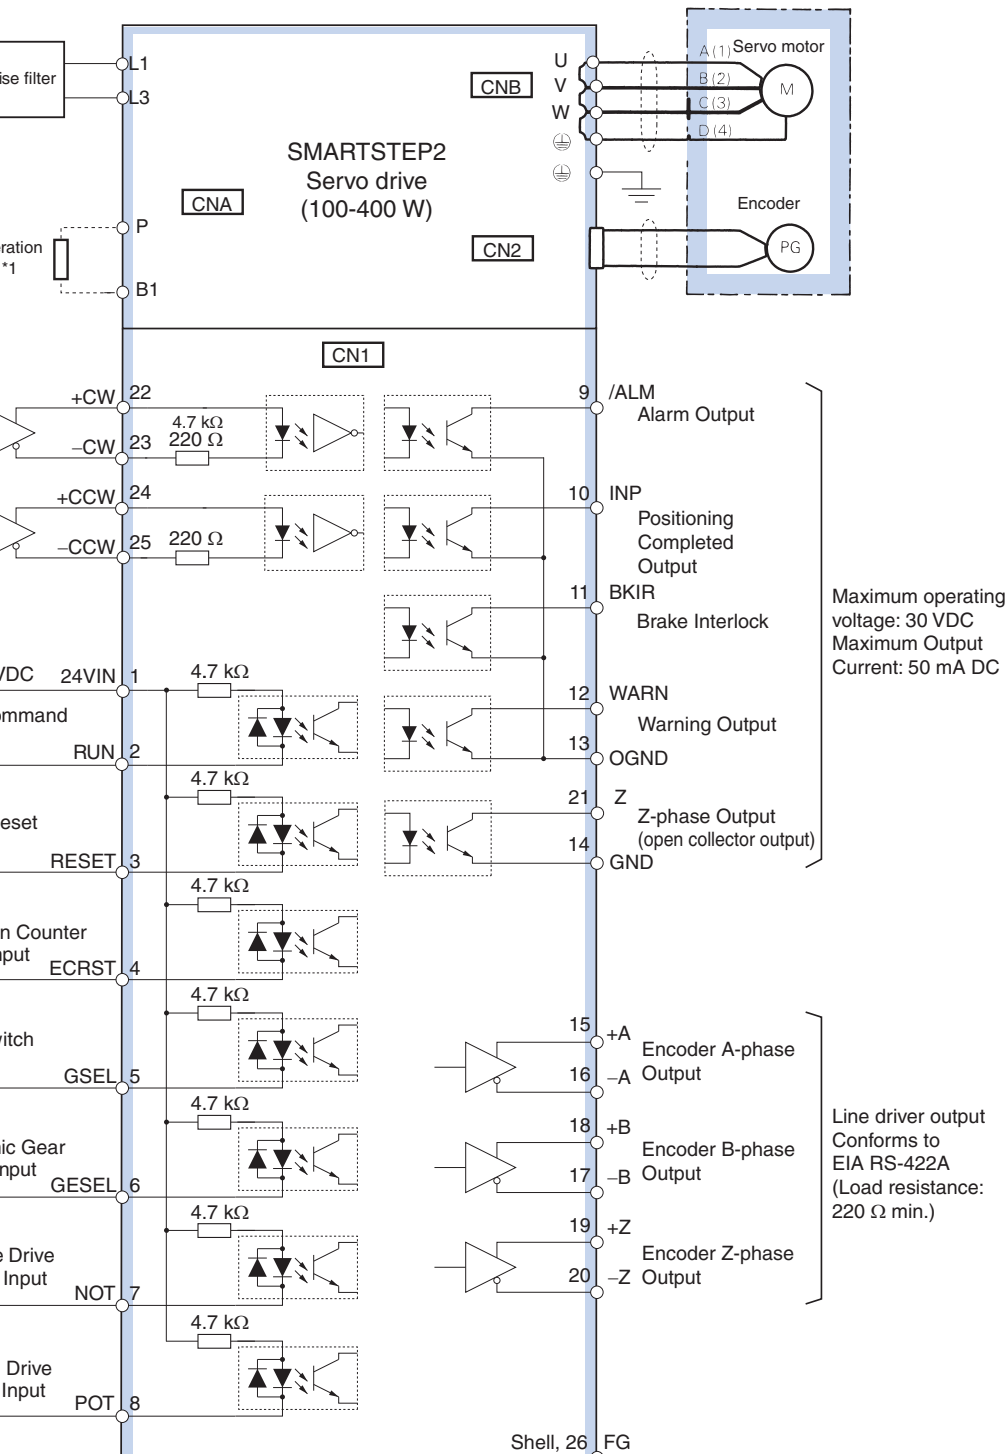 ise filter
L1
L3
CNB
U
V
W
A (1)
B (2)
C (3)
D (4)
Servo motor
M
SMARTSTEP2
Servo drive
(100-400 W)
CNA
P
eration
*1
B1
CN2
Encoder
PG
CN1
+CW 22
4.7 kΩ
–CW 23 220 Ω
+CCW 24
–CCW 25 220 Ω
9 /ALM
Alarm Output
10 INP
Positioning
Completed
Output
11 BKIR
Brake Interlock
12 WARN
Warning Output
13 OGND
21 Z
Z-phase Output
(open collector output)
14 GND
Maximum operating
voltage: 30 VDC
Maximum Output
Current: 50 mA DC
VDC 24VIN 1 4.7 kΩ
ommand
RUN 2
4.7 kΩ
eset
RESET 3
4.7 kΩ
n Counter
nput
ECRST 4
4.7 kΩ
vitch
GSEL 5
4.7 kΩ
nic Gear
nput
GESEL 6
4.7 kΩ
e Drive
Input
NOT 7
4.7 kΩ
Drive
Input
POT 8
15 +A
Encoder A-phase
16 –A Output
18 +B
Encoder B-phase
17 –B Output
19 +Z
Encoder Z-phase
20 –Z Output
Line driver output
Conforms to
EIA RS-422A
(Load resistance:
220 Ω min.)
Shell, 26 FG